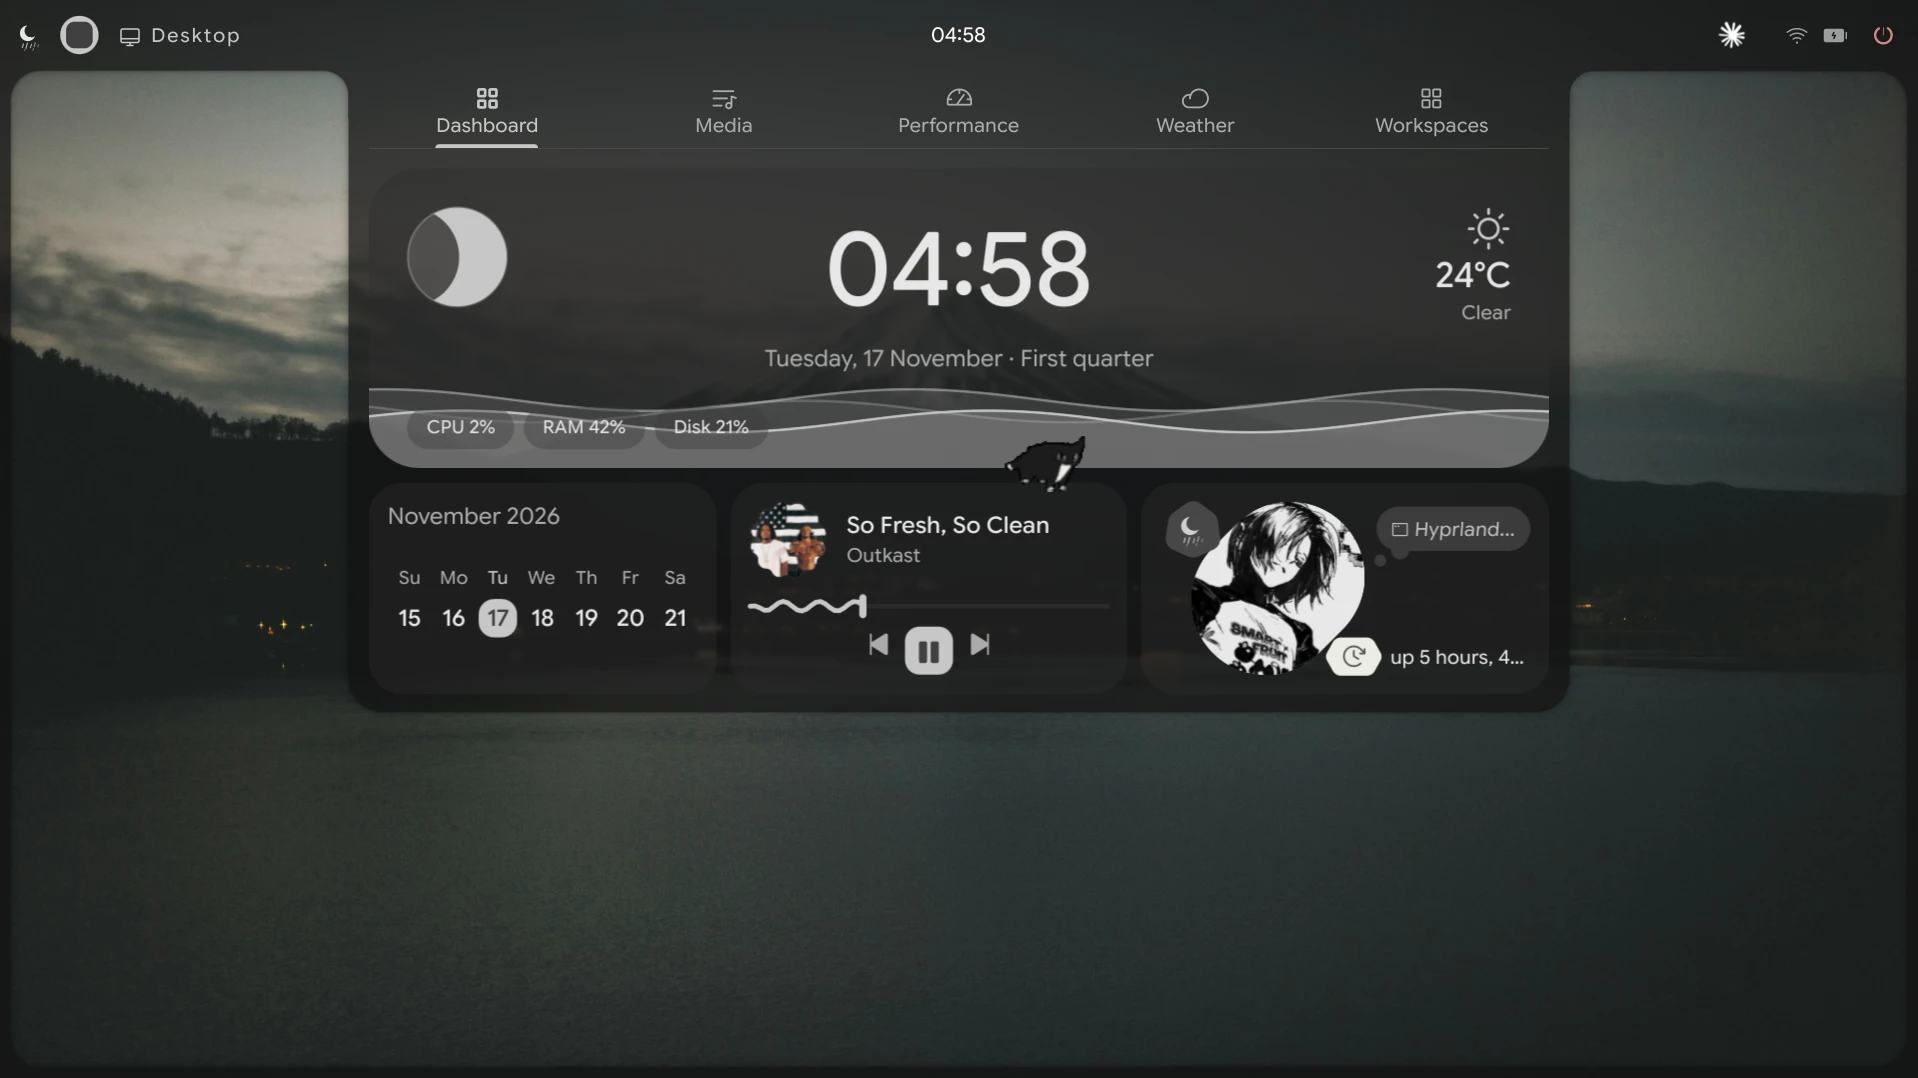 Desktop
04:58
Dashboard
Media
Performance
Weather
Workspaces
04:58
24°C
Clear
Tuesday, 17 November · First quarter
CPU 2%
RAM 42%
Disk 21%
November 2026
Su Mo Tu We Th Fr Sa
15 16 17 18 19 20 21
So Fresh, So Clean
Outkast
Hyprland...
SMART
FRUIT
up 5 hours, 4...